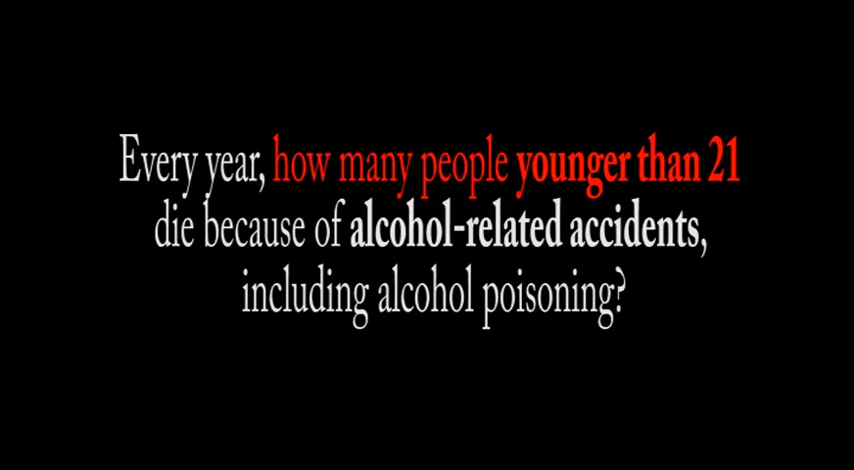 Every year, how many people younger than 21
die because of alcohol-related accidents,
including alcohol poisoning?